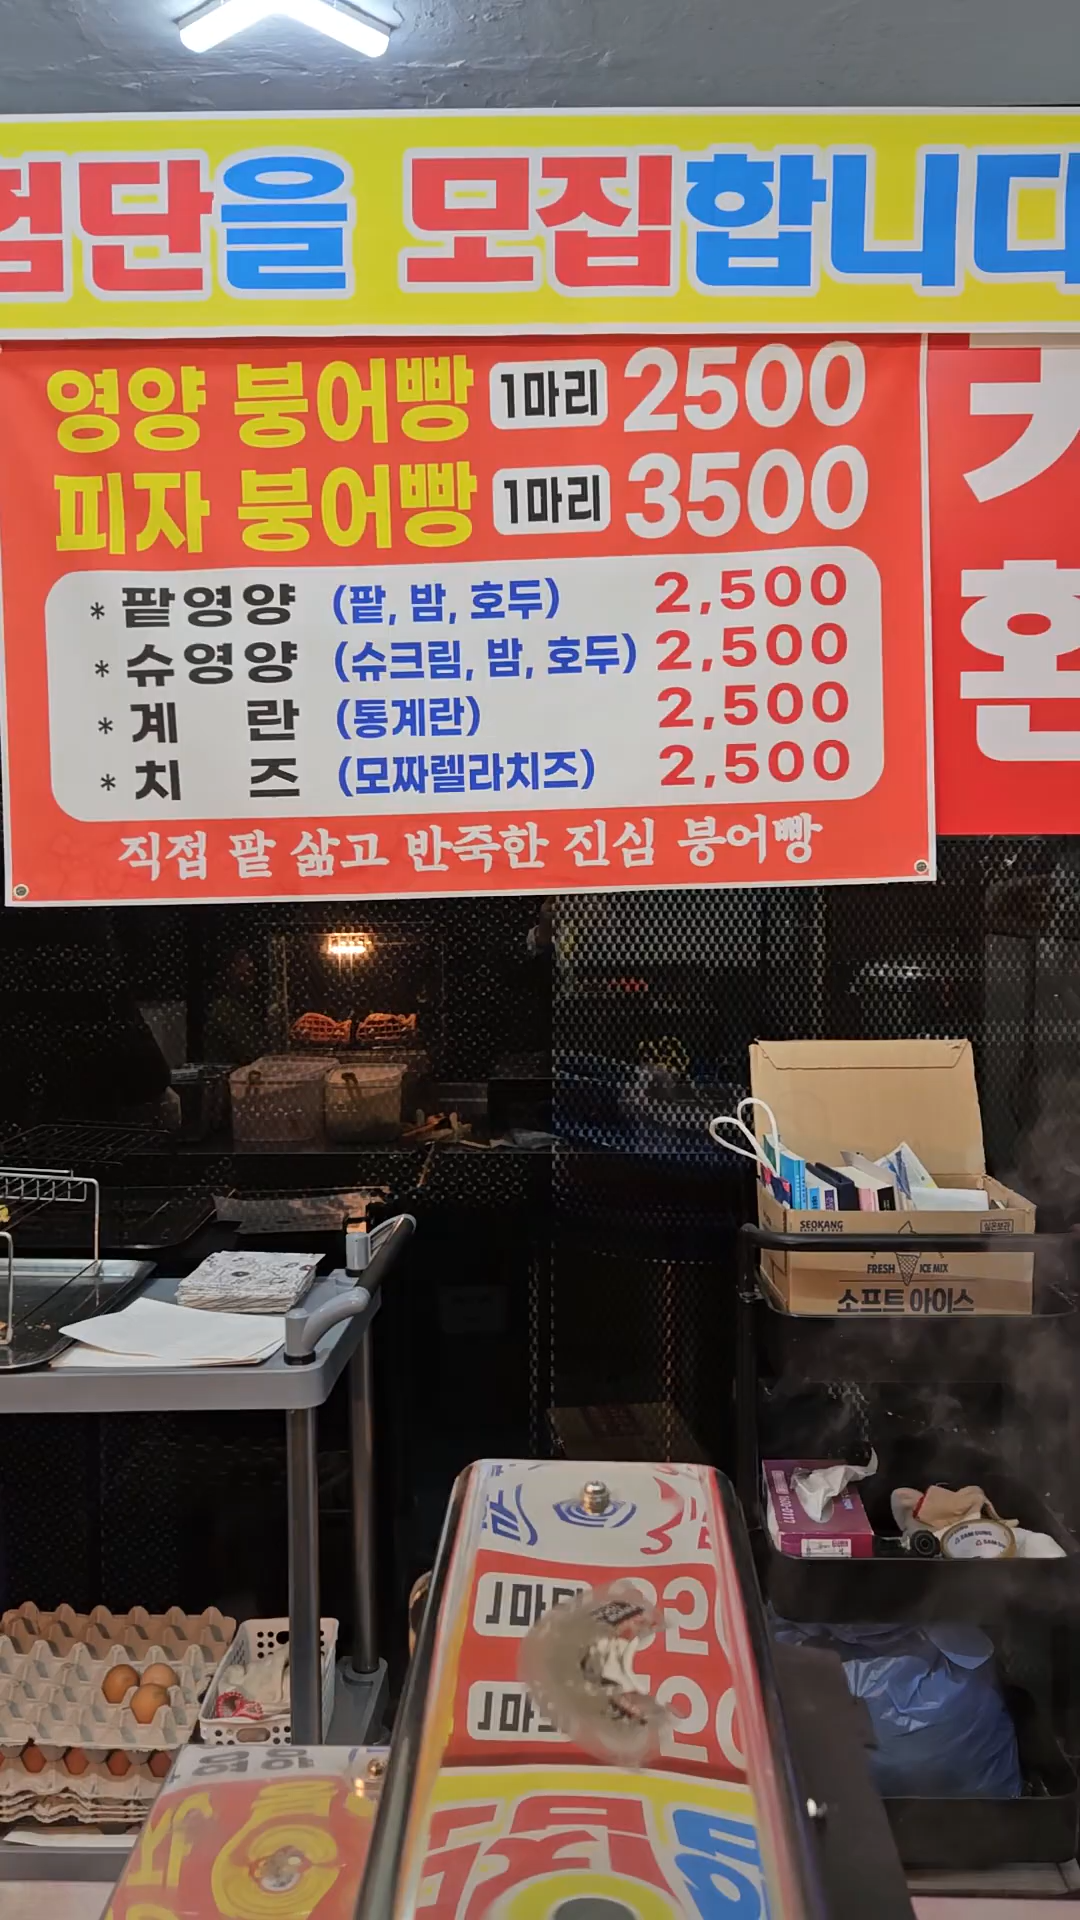 험단을 모집합니다
영양 붕어빵 1마리 2500
피자 붕어빵 1마리 3500
* 팥영양 (팥, 밤, 호두) 2,500
* 슈영양 (슈크림, 밤, 호두) 2,500
* 계란 (통계란) 2,500
* 치즈 (모짜렐라치즈) 2,500
직접 팥 삶고 반죽한 진심 붕어빵
환
SEOKANG
FRESH ICE MIX
소프트 아이스
SAMSUNG
SAMSUNG